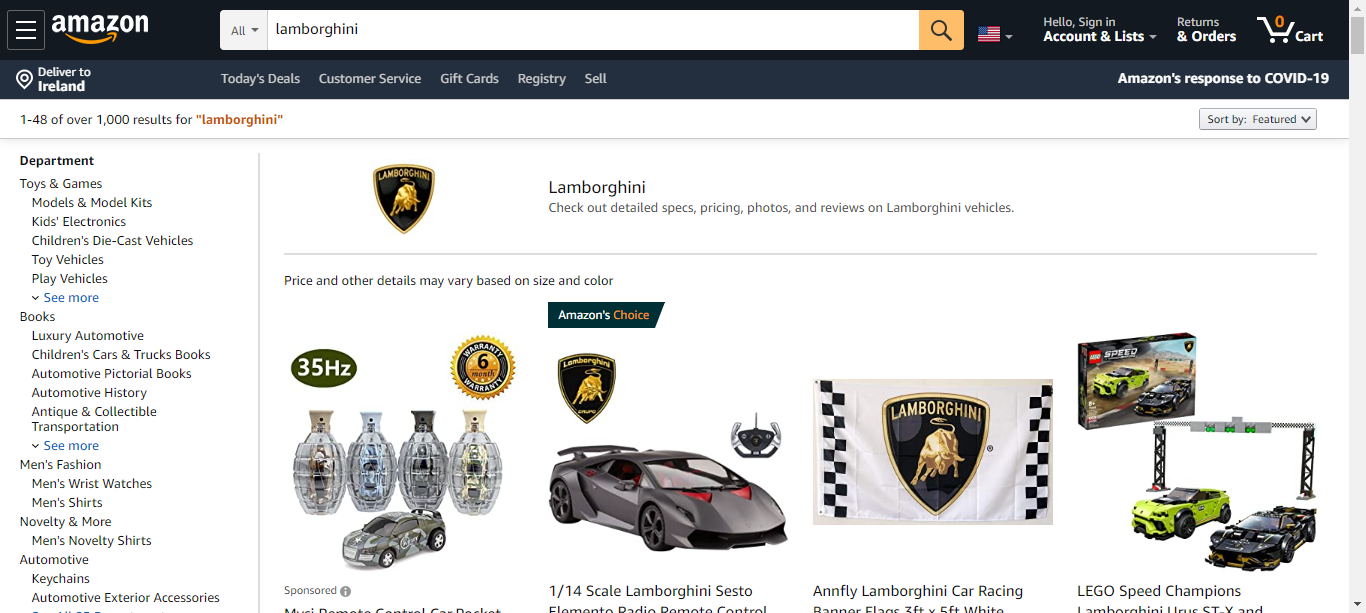 amazon
All
lamborghini
Hello, Sign in
Account & Lists
Returns
& Orders
0
Cart
Deliver to
Ireland
Today's Deals
Customer Service
Gift Cards
Registry
Sell
Amazon's response to COVID-19
1-48 of over 1,000 results for "lamborghini"
Sort by: Featured
Department
Toys & Games
Models & Model Kits
Kids' Electronics
Children's Die-Cast Vehicles
Toy Vehicles
Play Vehicles
See more
Books
Luxury Automotive
Children's Cars & Trucks Books
Automotive Pictorial Books
Automotive History
Antique & Collectible
Transportation
See more
Men's Fashion
Men's Wrist Watches
Men's Shirts
Novelty & More
Men's Novelty Shirts
Automotive
Keychains
Automotive Exterior Accessories
LAMBORGHINI
Lamborghini
Check out detailed specs, pricing, photos, and reviews on Lamborghini vehicles.
Price and other details may vary based on size and color
35Hz
WARRANTY
6
month
WARRANTY
Sponsored
Amazon's Choice
Lamborghini
GRUPO
1/14 Scale Lamborghini Sesto
Elemento Radio Remote Control
LAMBORGHINI
®
Annfly Lamborghini Car Racing
Banner Flags 3ft x 5ft White
LEGO
SPEED
LEGO Speed Champions
Lamborghini Urus ST-X and